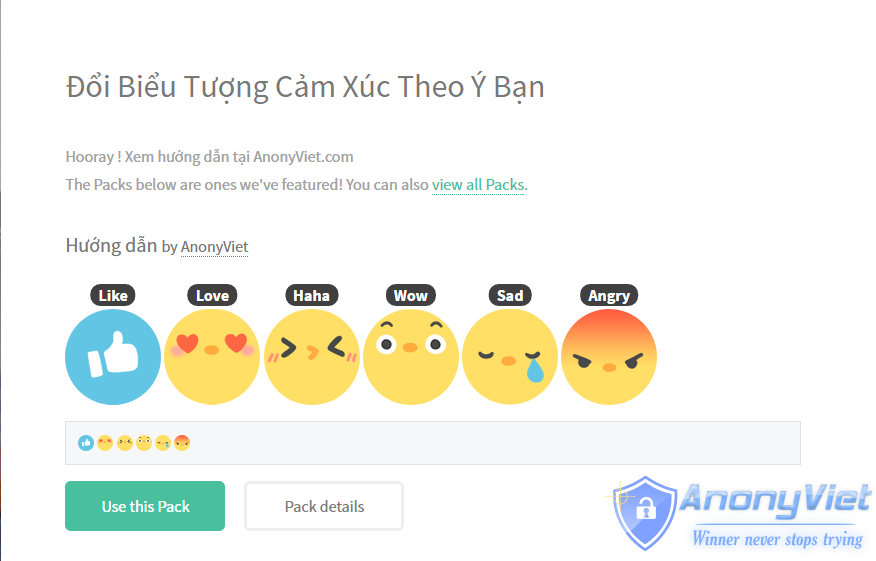 Đổi Biểu Tượng Cảm Xúc Theo Ý Bạn
Hooray ! Xem hướng dẫn tại AnonyViet.com
The Packs below are ones we've featured! You can also view all Packs.
Hướng dẫn by AnonyViet
Like Love Haha Wow Sad Angry
Use this Pack Pack details
AnonyViet
Winner never stops trying